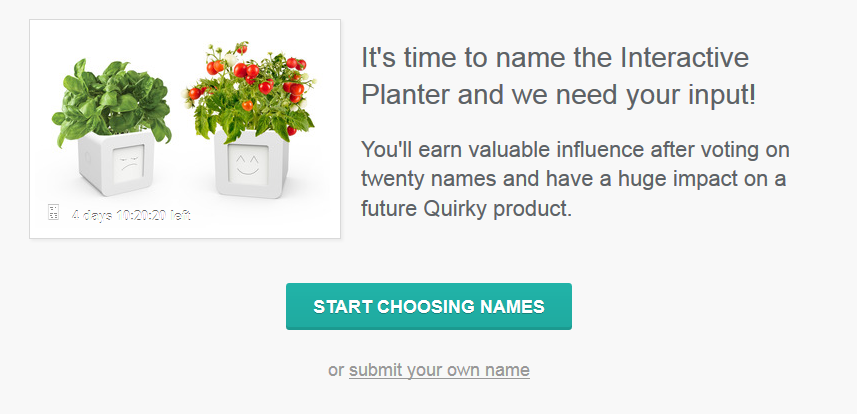 It's time to name the Interactive
Planter and we need your input!
You'll earn valuable influence after voting on
twenty names and have a huge impact on a
future Quirky product.
4 days 10:20:20 left
START CHOOSING NAMES
or submit your own name